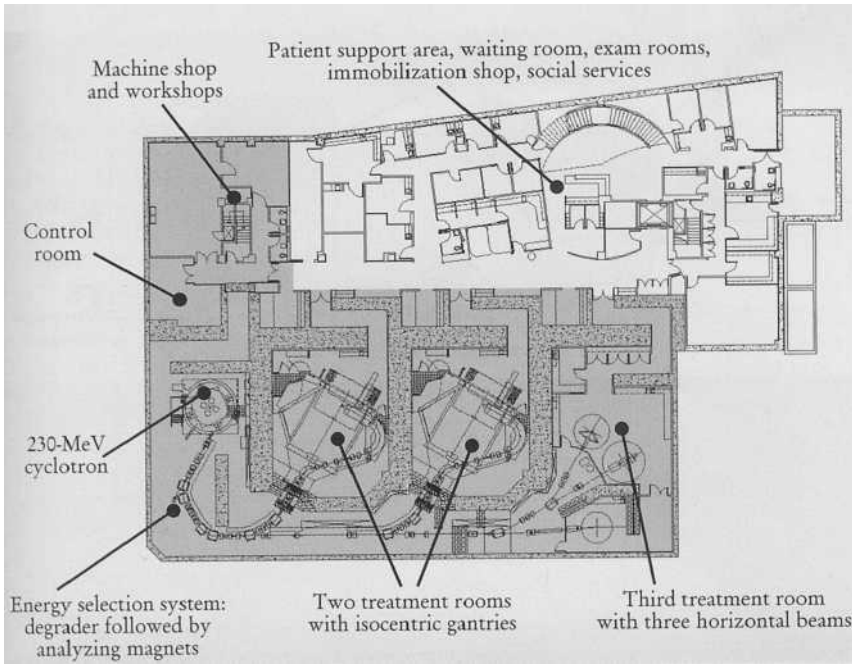 Patient support area, waiting room, exam rooms,
immobilization shop, social services
Machine shop
and workshops
Control
room
230-MeV
cyclotron
Energy selection system:
degrader followed by
analyzing magnets
Two treatment rooms
with isocentric gantries
Third treatment room
with three horizontal beams